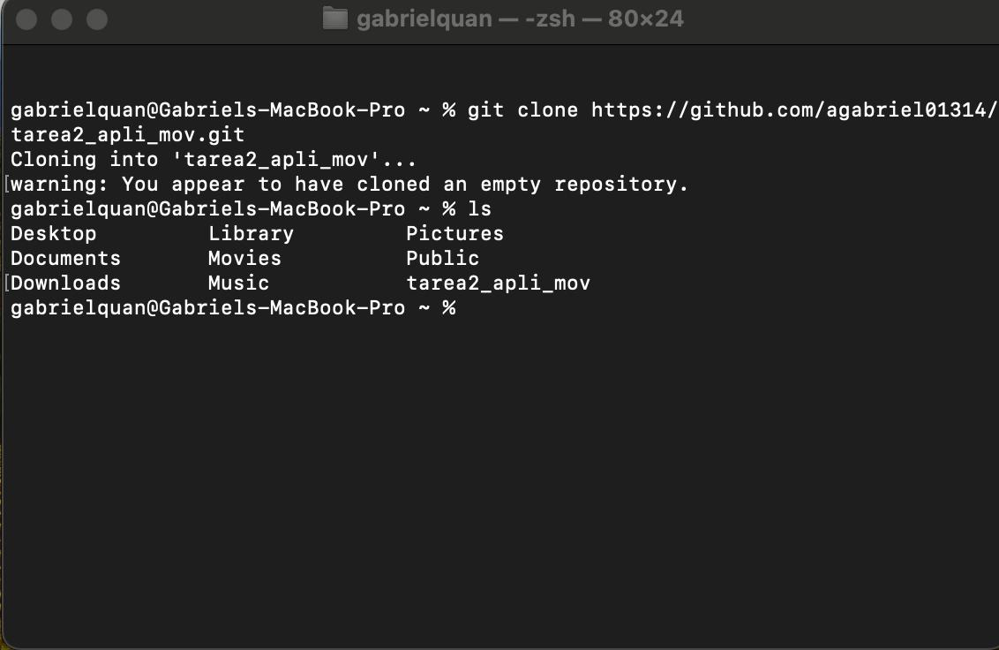 gabrielquan — -zsh — 80×24
gabrielquan@Gabriels-MacBook-Pro ~ % git clone https://github.com/agabriel01314/
tarea2_apli_mov.git
Cloning into 'tarea2_apli_mov'...
warning: You appear to have cloned an empty repository.
gabrielquan@Gabriels-MacBook-Pro ~ % ls
Desktop Library Pictures
Documents Movies Public
Downloads Music tarea2_apli_mov
gabrielquan@Gabriels-MacBook-Pro ~ %